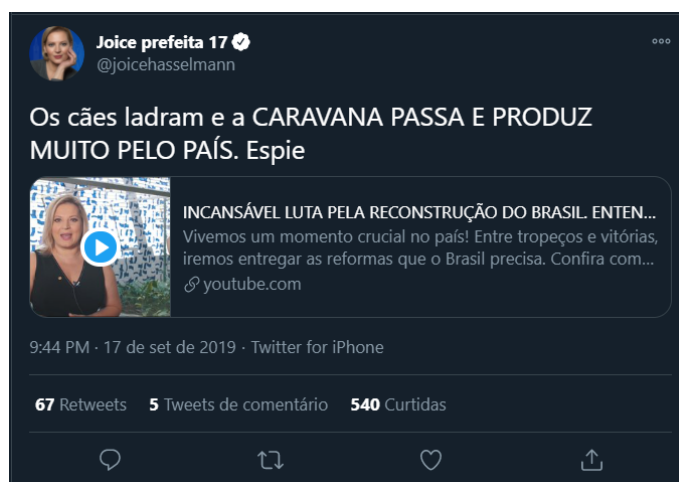 Joice prefeita 17
@joicehasselmann
Os cães ladram e a CARAVANA PASSA E PRODUZ
MUITO PELO PAÍS. Espie
INCANSÁVEL LUTA PELA RECONSTRUÇÃO DO BRASIL. ENTEN...
Vivemos um momento crucial no país! Entre tropeços e vitórias,
iremos entregar as reformas que o Brasil precisa. Confira com...
youtube.com
9:44 PM · 17 de set de 2019 · Twitter for iPhone
67 Retweets 5 Tweets de comentário 540 Curtidas